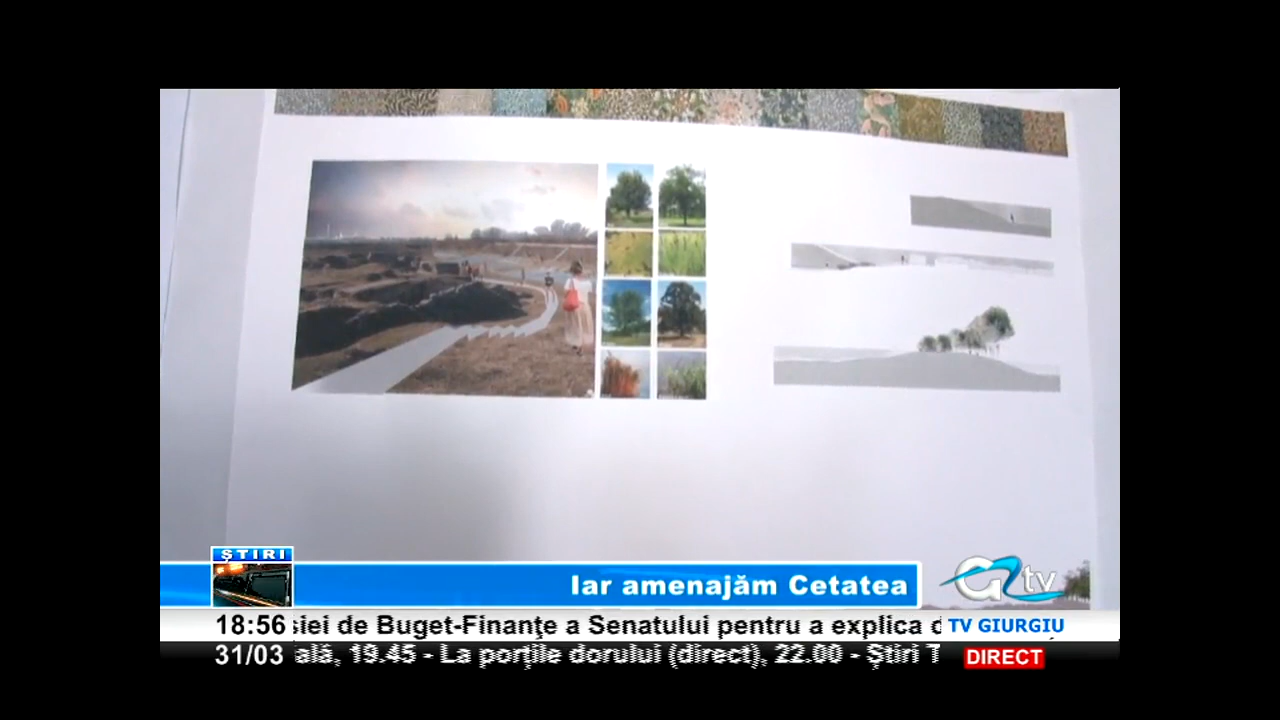 ŞTIRI
Iar amenajăm Cetatea
G tv
18:56 siei de Buget-Finanţe a Senatului pentru a explica d TV GIURGIU
31/03 ală, 19.45 - La porţile dorului (direct), 22.00 - Ştiri T DIRECT